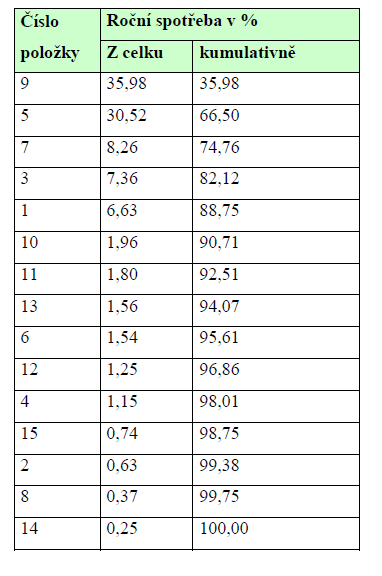 Číslo položky Roční spotřeba v %
Z celku kumulativně
9 35,98 35,98
5 30,52 66,50
7 8,26 74,76
3 7,36 82,12
1 6,63 88,75
10 1,96 90,71
11 1,80 92,51
13 1,56 94,07
6 1,54 95,61
12 1,25 96,86
4 1,15 98,01
15 0,74 98,75
2 0,63 99,38
8 0,37 99,75
14 0,25 100,00